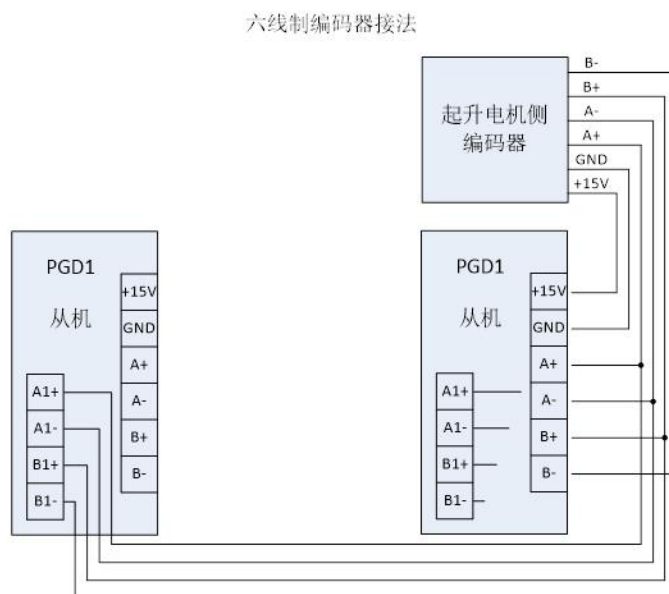 六线制编码器接法
起升电机侧
编码器
B-
B+
A-
A+
GND
+15V
PGD1
从机
+15V
GND
A+
A-
B+
B-
A1+
A1-
B1+
B1-
PGD1
从机
+15V
GND
A+
A-
B+
B-
A1+
A1-
B1+
B1-